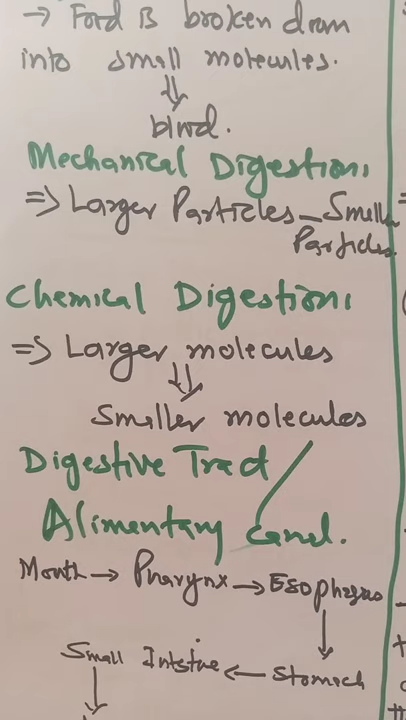 → Food is broken down
into small molecules.
⇓
blood.
Mechanical Digestion:
⇒ Larger Particles – Smaller
Particles
Chemical Digestion:
⇒ Larger molecules
⇓
Smaller molecules
Digestive Tract /
Alimentary Canal.
Mouth → Pharynx → Esophagus
↓
Small Intstine ← Stomach
↓